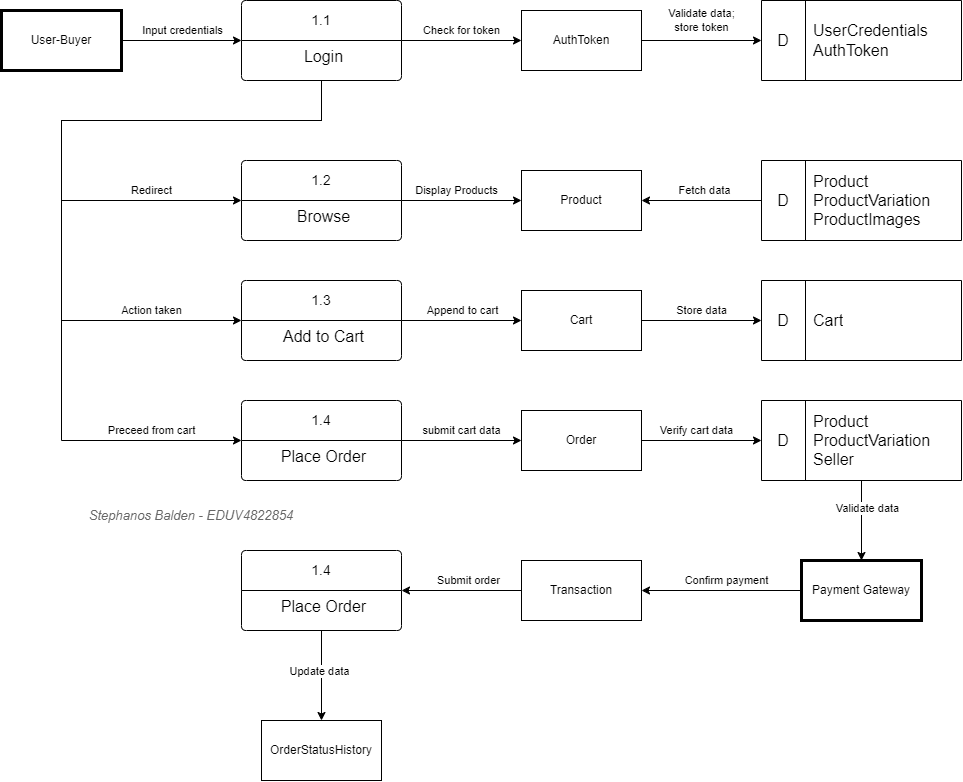 User-Buyer
Input credentials
1.1
Login
Check for token
AuthToken
Validate data;
store token
D
UserCredentials
AuthToken
Redirect
1.2
Browse
Display Products
Product
Fetch data
D
Product
ProductVariation
ProductImages
Action taken
1.3
Add to Cart
Append to cart
Cart
Store data
D
Cart
Preceed from cart
1.4
Place Order
submit cart data
Order
Verify cart data
D
Product
ProductVariation
Seller
Validate data
Stephanos Balden - EDUV4822854
1.4
Place Order
Submit order
Transaction
Confirm payment
Payment Gateway
Update data
OrderStatusHistory